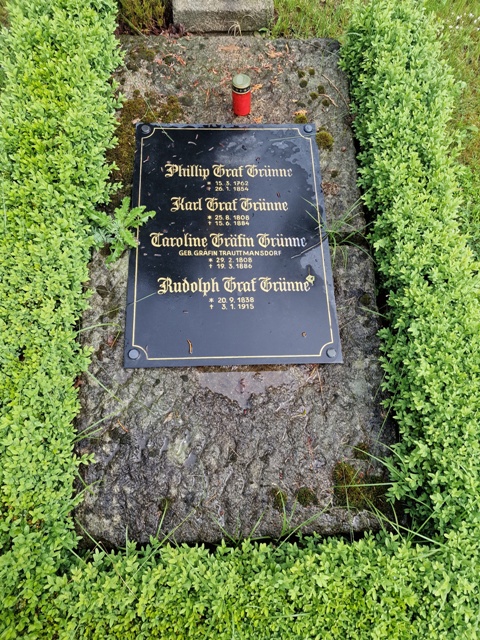 Phillip Graf Grünne
* 15. 3. 1762
† 26. 1. 1854
Karl Graf Grünne
* 25. 8. 1808
† 15. 6. 1884
Caroline Gräfin Grünne
GEB. GRÄFIN TRAUTTMANSDORF
* 29. 2. 1808
† 19. 3. 1886
Rudolph Graf Grünne
* 20. 9. 1838
† 3. 1. 1915